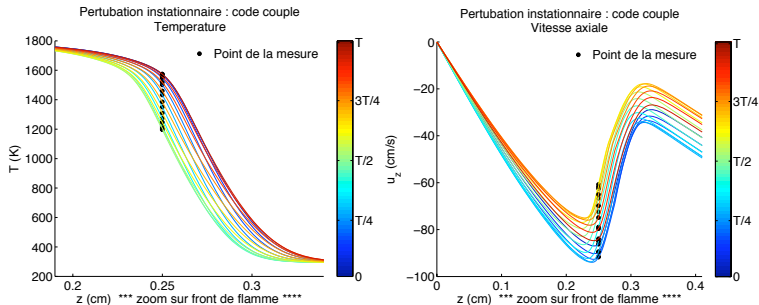 Pertubation instationnaire : code couple
Temperature
Point de la mesure
1800
1600
1400
1200
1000
800
600
400
200
T (K)
0.2
0.3
z (cm) *** zoom sur front de flamme ****
T
3T/4
T/2
T/4
0
Pertubation instationnaire : code couple
Vitesse axiale
Point de la mesure
0
−20
−40
−60
−80
−100
u_z (cm/s)
0
0.1
0.2
0.3
0.4
z (cm) *** zoom sur front de flamme ****
T
3T/4
T/2
T/4
0